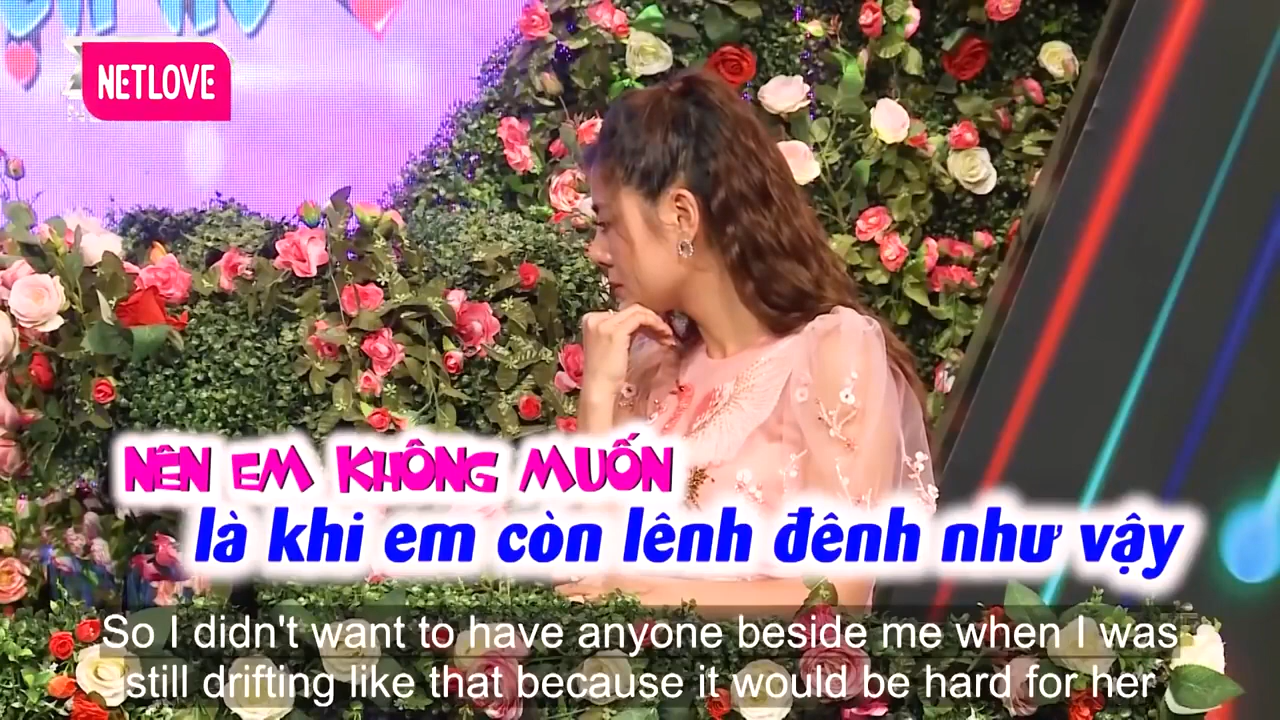 NETLOVE
NÊN EM KHÔNG MUỐN
là khi em còn lênh đênh như vậy
So I didn't want to have anyone beside me when I was
still drifting like that because it would be hard for her